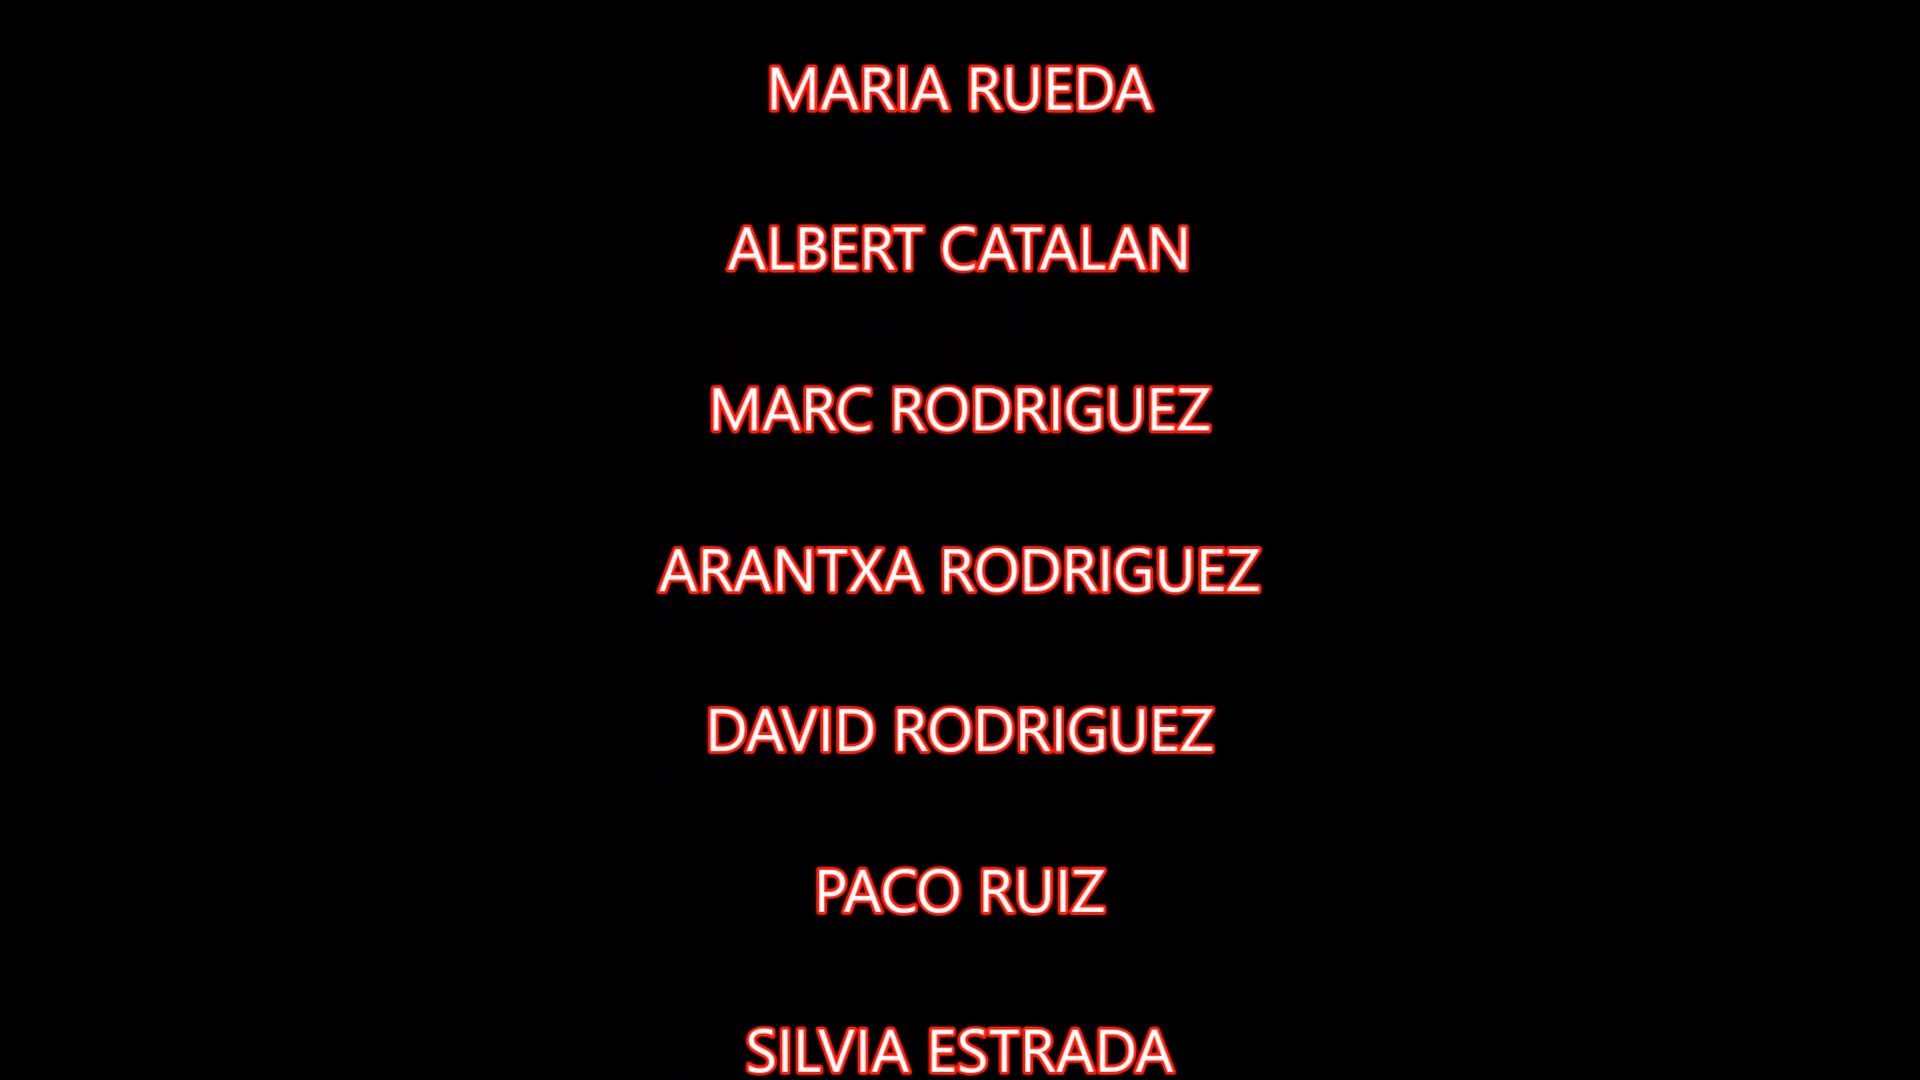 MARIA RUEDA
ALBERT CATALAN
MARC RODRIGUEZ
ARANTXA RODRIGUEZ
DAVID RODRIGUEZ
PACO RUIZ
SILVIA ESTRADA